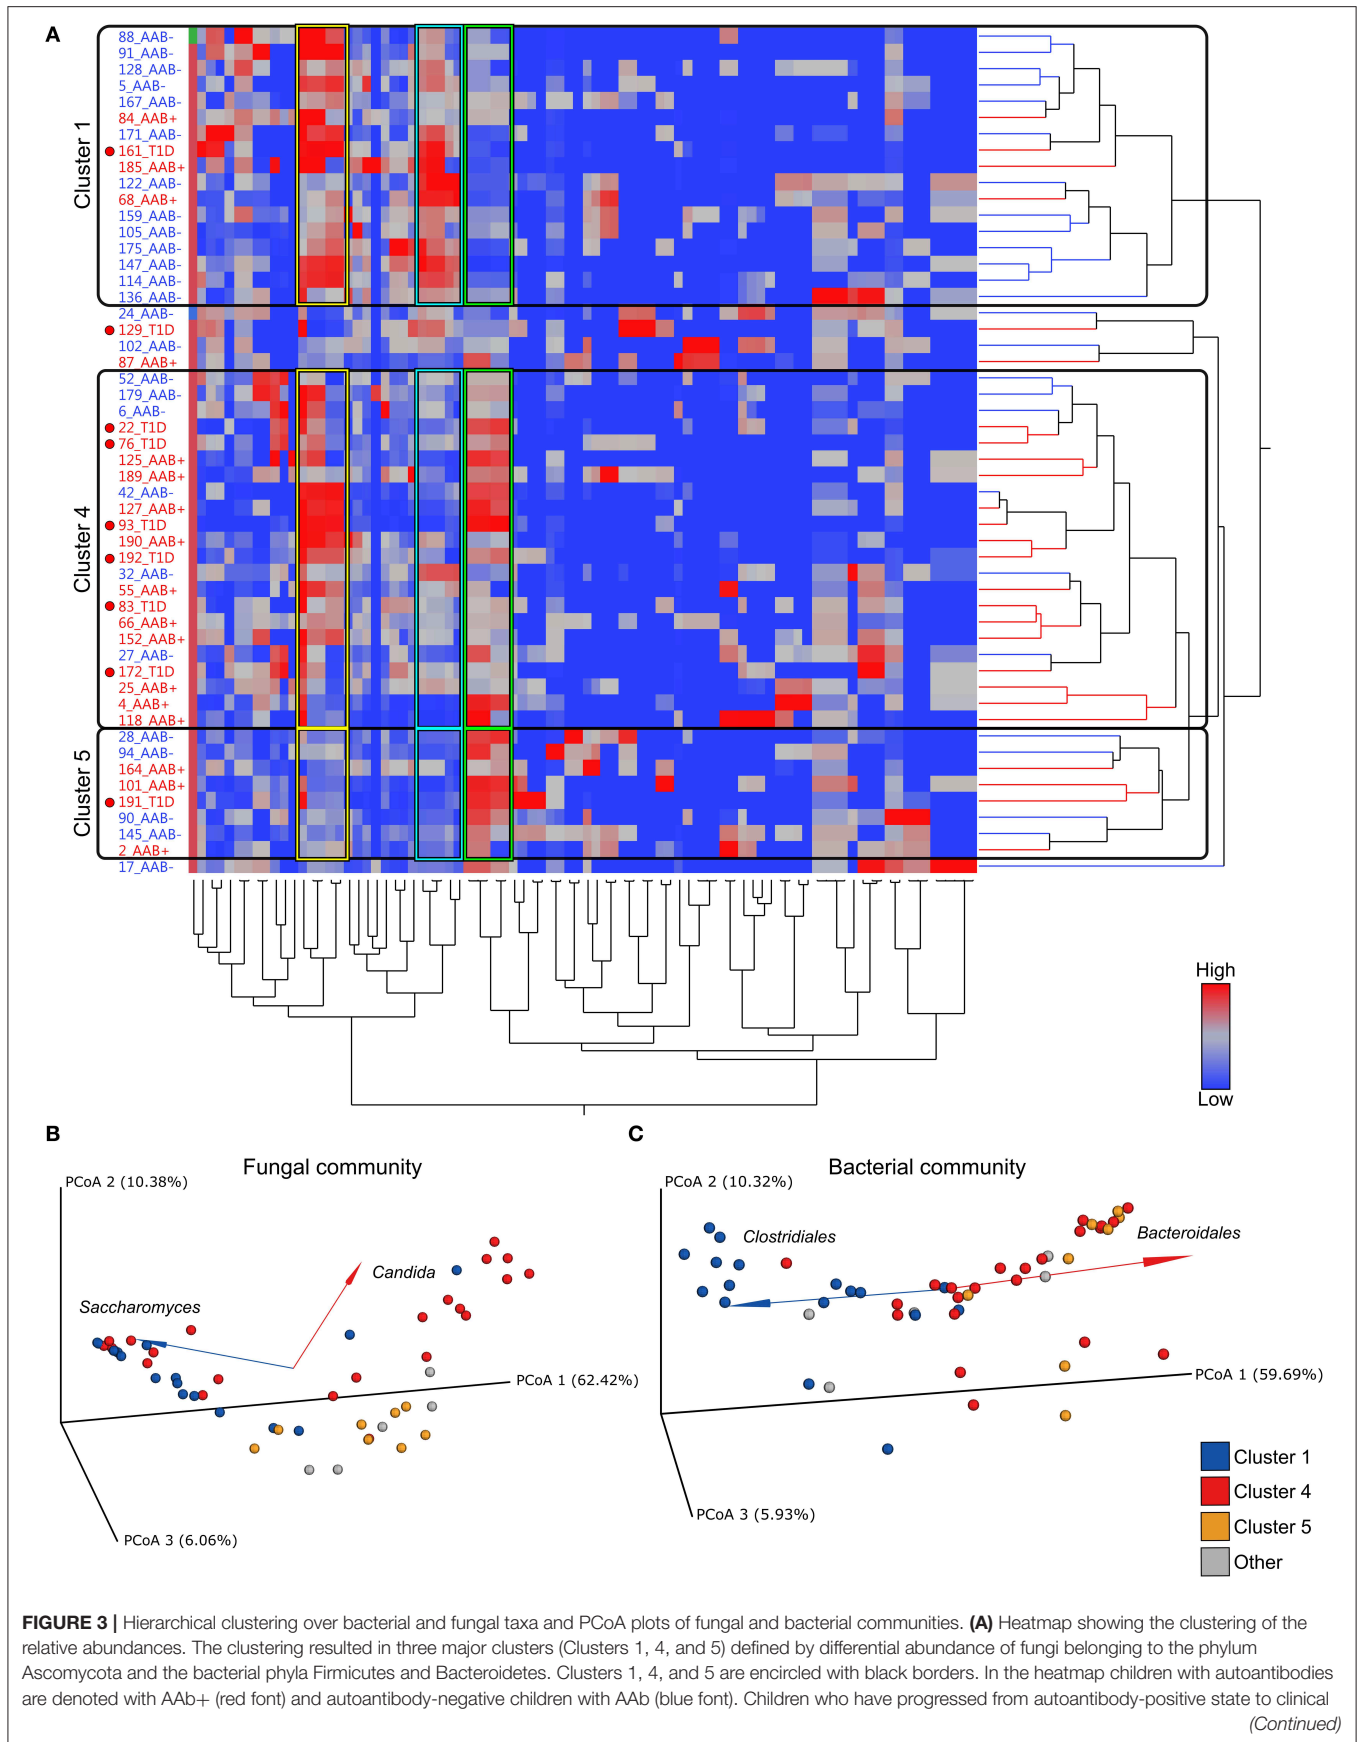 A
Cluster 1
88_AAB-
91_AAB-
128_AAB-
5_AAB-
167_AAB-
84_AAB+
171_AAB-
161_T1D
185_AAB+
122_AAB-
68_AAB+
159_AAB-
105_AAB-
175_AAB-
147_AAB-
114_AAB-
136_AAB-
24_AAB-
129_T1D
102_AAB-
87_AAB+
Cluster 4
52_AAB-
179_AAB-
6_AAB-
22_T1D
76_T1D
125_AAB+
189_AAB+
42_AAB-
127_AAB+
93_T1D
190_AAB+
192_T1D
32_AAB-
55_AAB+
83_T1D
66_AAB+
152_AAB+
27_AAB-
172_T1D
25_AAB+
4_AAB+
118_AAB+
Cluster 5
28_AAB-
94_AAB-
164_AAB+
101_AAB+
191_T1D
90_AAB-
145_AAB-
2_AAB+
17_AAB-
High
Low
B
Fungal community
PCoA 2 (10.38%)
Candida
Saccharomyces
PCoA 1 (62.42%)
PCoA 3 (6.06%)
C
Bacterial community
PCoA 2 (10.32%)
Clostridiales
Bacteroidales
PCoA 1 (59.69%)
PCoA 3 (5.93%)
Cluster 1
Cluster 4
Cluster 5
Other
FIGURE 3 | Hierarchical clustering over bacterial and fungal taxa and PCoA plots of fungal and bacterial communities. (A) Heatmap showing the clustering of the
relative abundances. The clustering resulted in three major clusters (Clusters 1, 4, and 5) defined by differential abundance of fungi belonging to the phylum
Ascomycota and the bacterial phyla Firmicutes and Bacteroidetes. Clusters 1, 4, and 5 are encircled with black borders. In the heatmap children with autoantibodies
are denoted with AAb+ (red font) and autoantibody-negative children with AAb (blue font). Children who have progressed from autoantibody-positive state to clinical
(Continued)